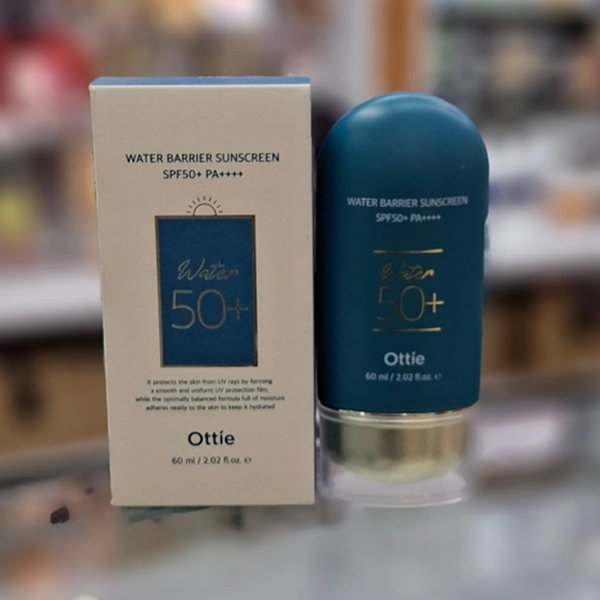 WATER BARRIER SUNSCREEN
SPF50+ PA++++
Water
50+
It protects the skin from UV rays by forming
a smooth and uniform UV protection film,
while the optimally balanced formula full of moisture
adheres neatly to the skin to keep it hydrated
Ottie
60 ml / 2.02 fl.oz. ℮
WATER BARRIER SUNSCREEN
SPF50+ PA++++
Water
50+
Ottie
60 ml / 2.02 fl.oz. ℮